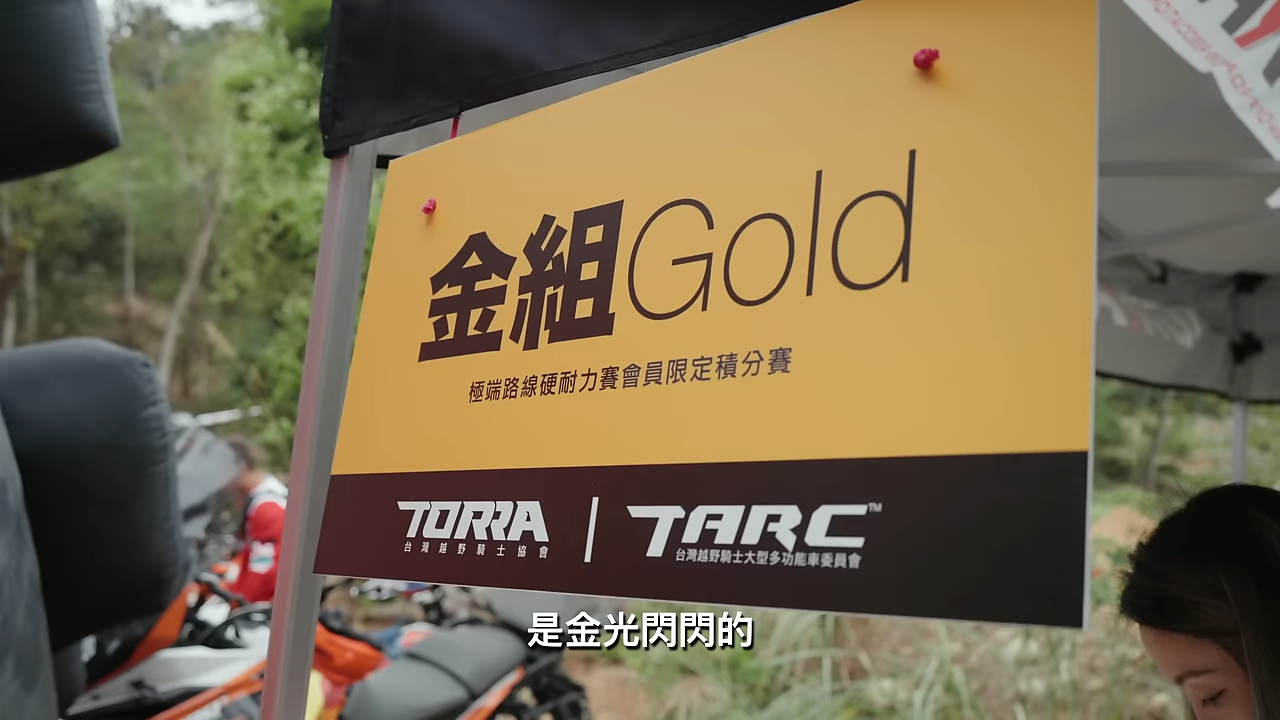 金組Gold
極端路線硬耐力賽會員限定積分賽
TORRA
台灣越野騎士協會
TARC™
台灣越野騎士大型多功能車委員會
是金光閃閃的